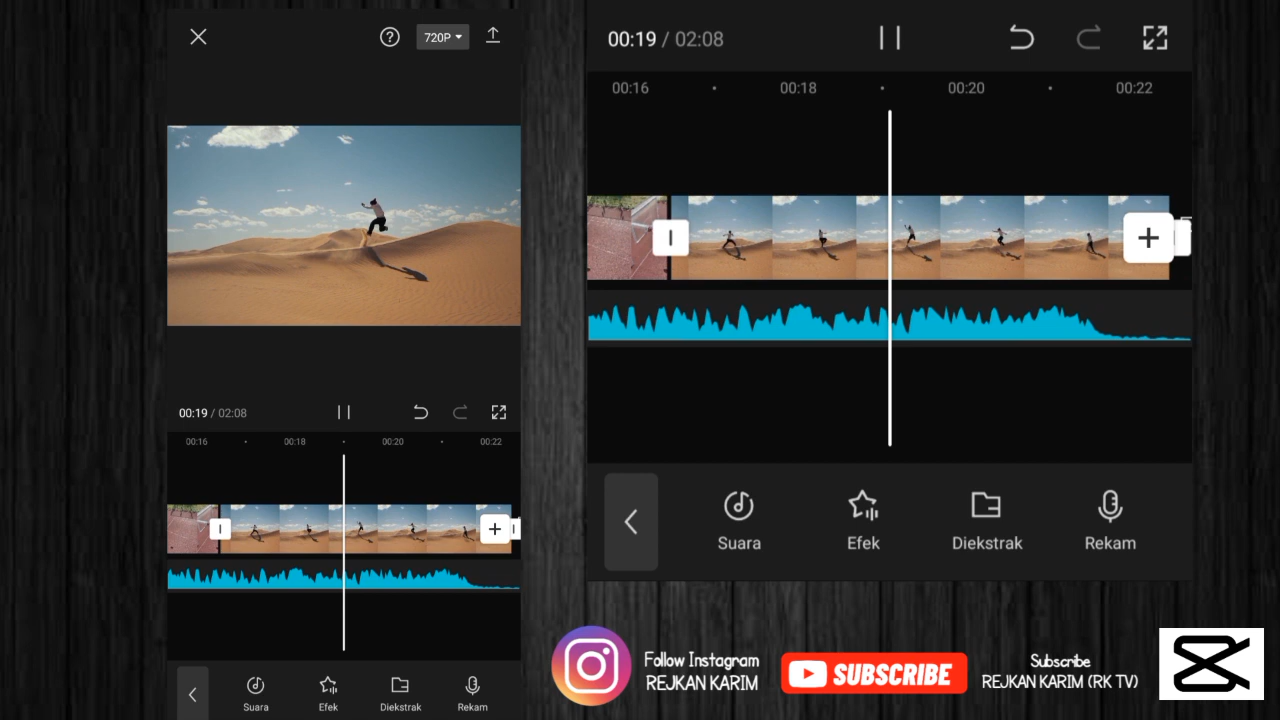 720P
00:19 / 02:08
00:16
00:18
00:20
00:22
Suara
Efek
Diekstrak
Rekam
00:19 / 02:08
00:16
00:18
00:20
00:22
Suara
Efek
Diekstrak
Rekam
Follow Instagram
REJKAN KARIM
SUBSCRIBE
Subscribe
REJKAN KARIM (RK TV)